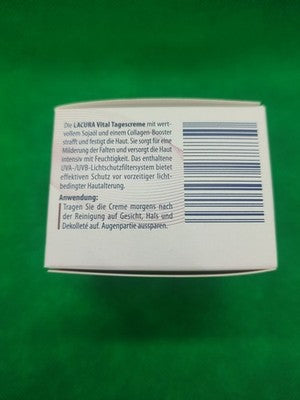 Die LACURA Vital Tagescreme mit wert-
vollem Sojaöl und einem Collagen-Booster
strafft und festigt die Haut. Sie sorgt für eine
Milderung der Falten und versorgt die Haut
intensiv mit Feuchtigkeit. Das enthaltene
UVA-/UVB-Lichtschutzfiltersystem bietet
effektiven Schutz vor vorzeitiger licht-
bedingter Hautalterung.
Anwendung:
Tragen Sie die Creme morgens nach
der Reinigung auf Gesicht, Hals und
Dekolleté auf. Augenpartie aussparen.